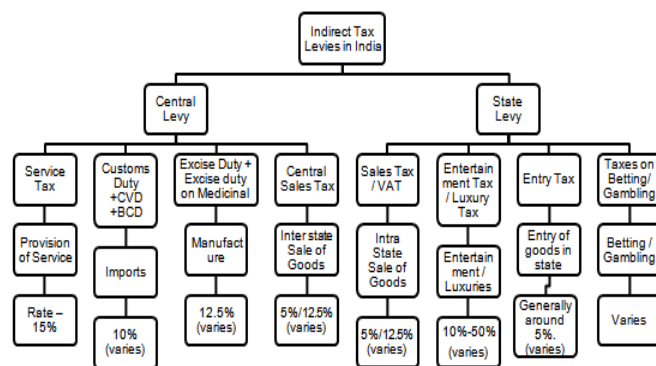 Indirect Tax
Levies in India
Central
Levy
State
Levy
Service
Tax
Customs
Duty
+CVD
+BCD
Excise Duty +
Excise duty
on Medicinal
Central
Sales Tax
Sales Tax
/ VAT
Entertain
ment Tax
/ Luxury
Tax
Entry Tax
Taxes on
Betting/
Gambling
Provision
of Service
Imports
Manufact
ure
Inter state
Sale of
Goods
Intra
State
Sale of
Goods
Entertain
ment /
Luxuries
Entry of
goods in
state
Betting /
Gambling
Rate –
15%
10%
(varies)
12.5%
(varies)
5%/12.5%
(varies)
5%/12.5%
(varies)
10%-50%
(varies)
Generally
around
5%.
(varies)
Varies